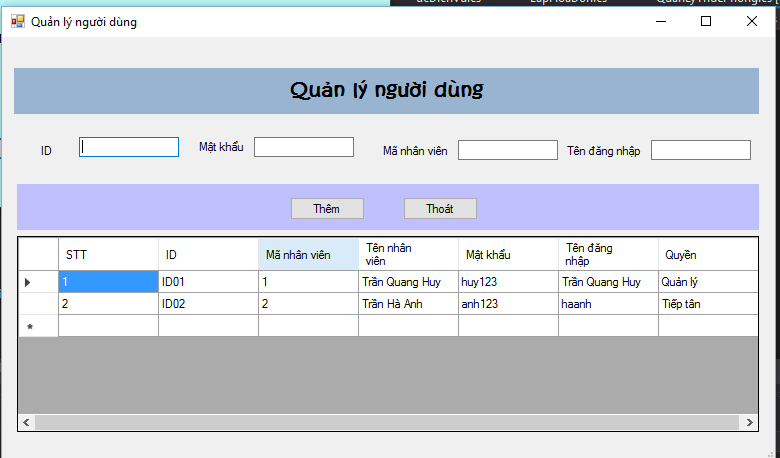 Quản lý người dùng
Quản lý người dùng
ID Mật khẩu Mã nhân viên Tên đăng nhập
Thêm Thoát
STT ID Mã nhân viên Tên nhân viên Mật khẩu Tên đăng nhập Quyền
1 ID01 1 Trần Quang Huy huy123 Trần Quang Huy Quản lý
2 ID02 2 Trần Hà Anh anh123 haanh Tiếp tân
*